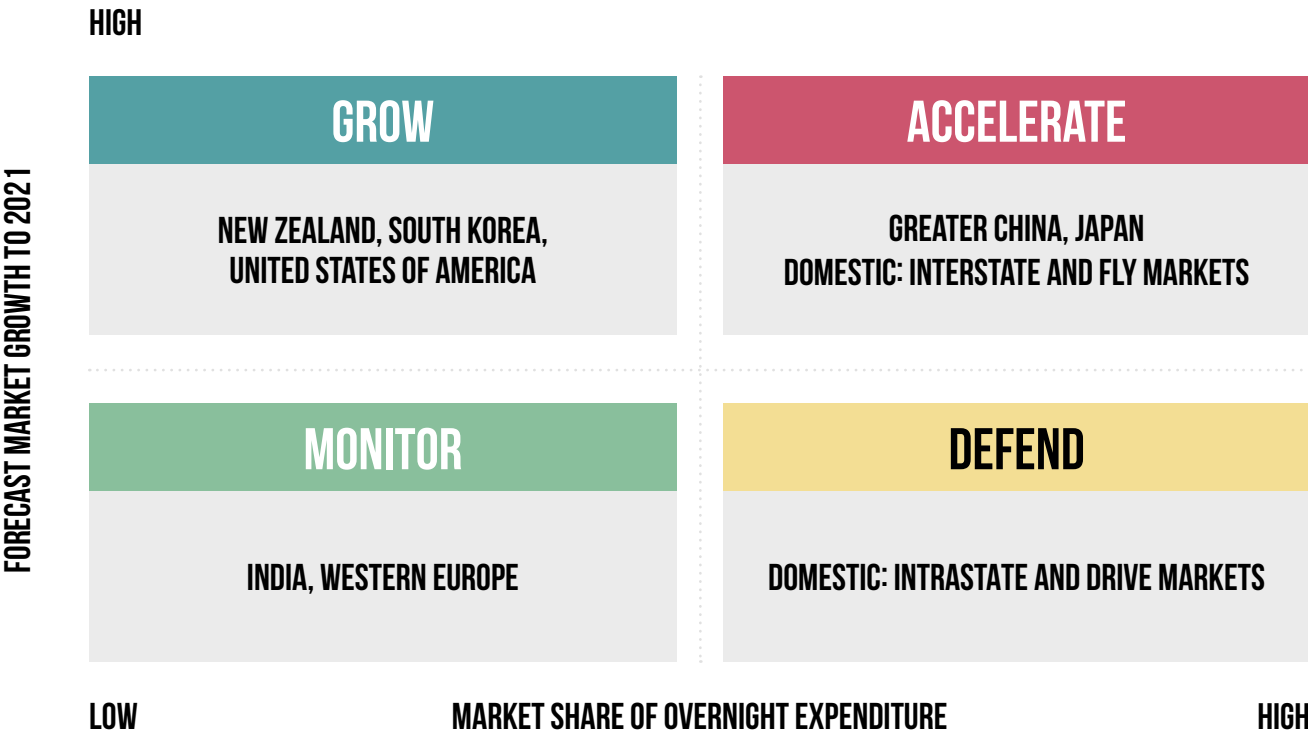 HIGH
FORECAST MARKET GROWTH TO 2021
GROW
NEW ZEALAND, SOUTH KOREA,
UNITED STATES OF AMERICA
ACCELERATE
GREATER CHINA, JAPAN
DOMESTIC: INTERSTATE AND FLY MARKETS
MONITOR
INDIA, WESTERN EUROPE
DEFEND
DOMESTIC: INTRASTATE AND DRIVE MARKETS
LOW
MARKET SHARE OF OVERNIGHT EXPENDITURE
HIGH